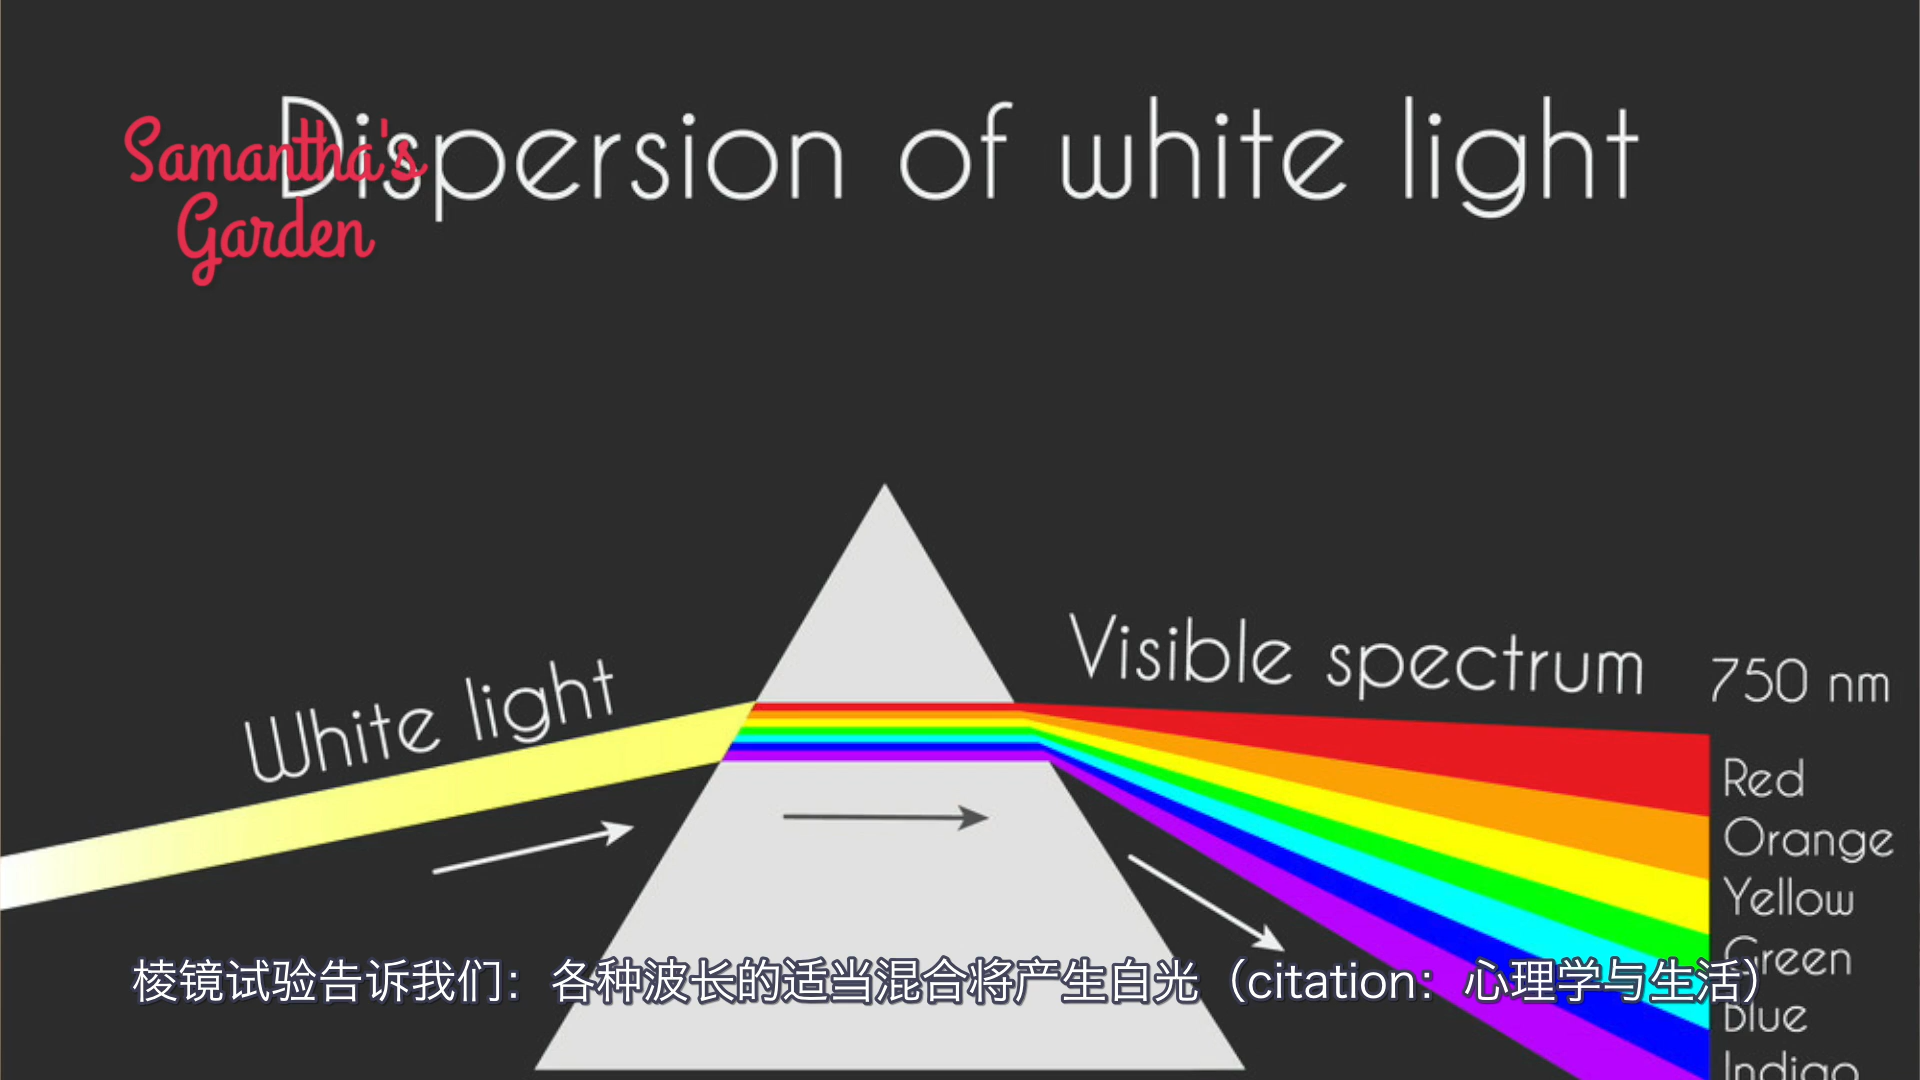 Dispersion of white light
Samantha's
Garden
White light
Visible spectrum
750 nm
Red
Orange
Yellow
Green
Blue
Indigo
棱镜试验告诉我们：各种波长的适当混合将产生白光（citation：心理学与生活）